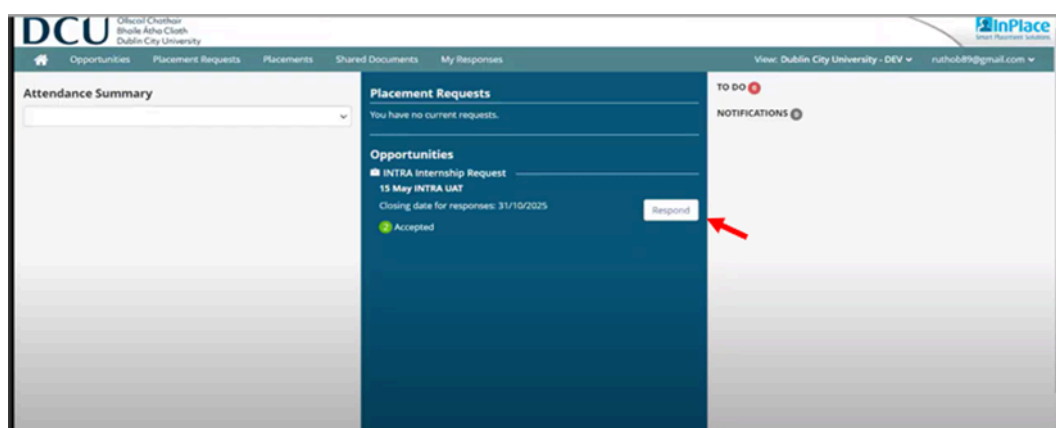 DCU
Ollscoil Chathair
Bhaile Átha Cliath
Dublin City University
InPlace
Smart Placement Solutions
Opportunities Placement Requests Placements Shared Documents My Responses View: Dublin City University - DEV ruthob89@gmail.com
Attendance Summary
Placement Requests
You have no current requests.
Opportunities
INTRA Internship Request
15 May INTRA UAT
Closing date for responses: 31/10/2025
Respond
2 Accepted
TO DO 0
NOTIFICATIONS 0